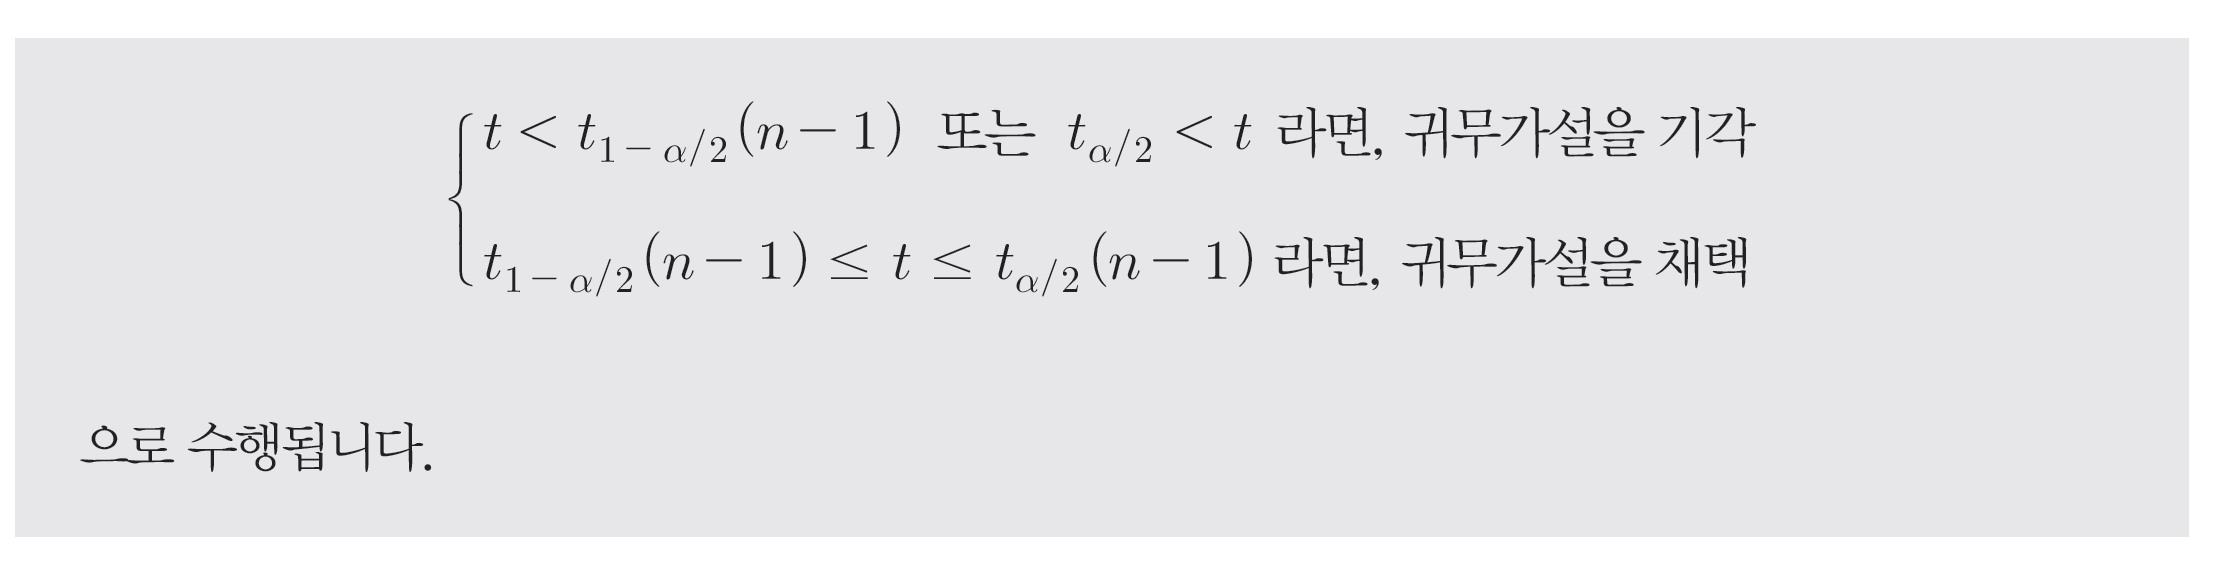 t < t_{1-α/2}(n-1) 또는 t_{α/2} < t 라면, 귀무가설을 기각
t_{1-α/2}(n-1) ≤ t ≤ t_{α/2}(n-1) 라면, 귀무가설을 채택
으로 수행됩니다.